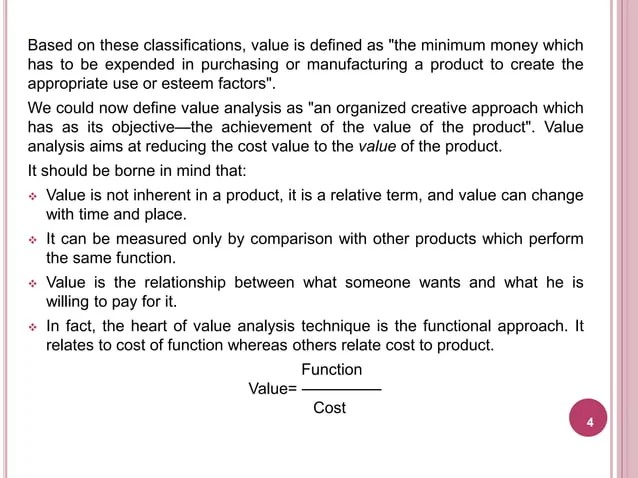 Based on these classifications, value is defined as "the minimum money which
has to be expended in purchasing or manufacturing a product to create the
appropriate use or esteem factors".
We could now define value analysis as "an organized creative approach which
has as its objective—the achievement of the value of the product". Value
analysis aims at reducing the cost value to the value of the product.
It should be borne in mind that:
❖ Value is not inherent in a product, it is a relative term, and value can change
with time and place.
❖ It can be measured only by comparison with other products which perform
the same function.
❖ Value is the relationship between what someone wants and what he is
willing to pay for it.
❖ In fact, the heart of value analysis technique is the functional approach. It
relates to cost of function whereas others relate cost to product.
Function
Value= —————
Cost
4